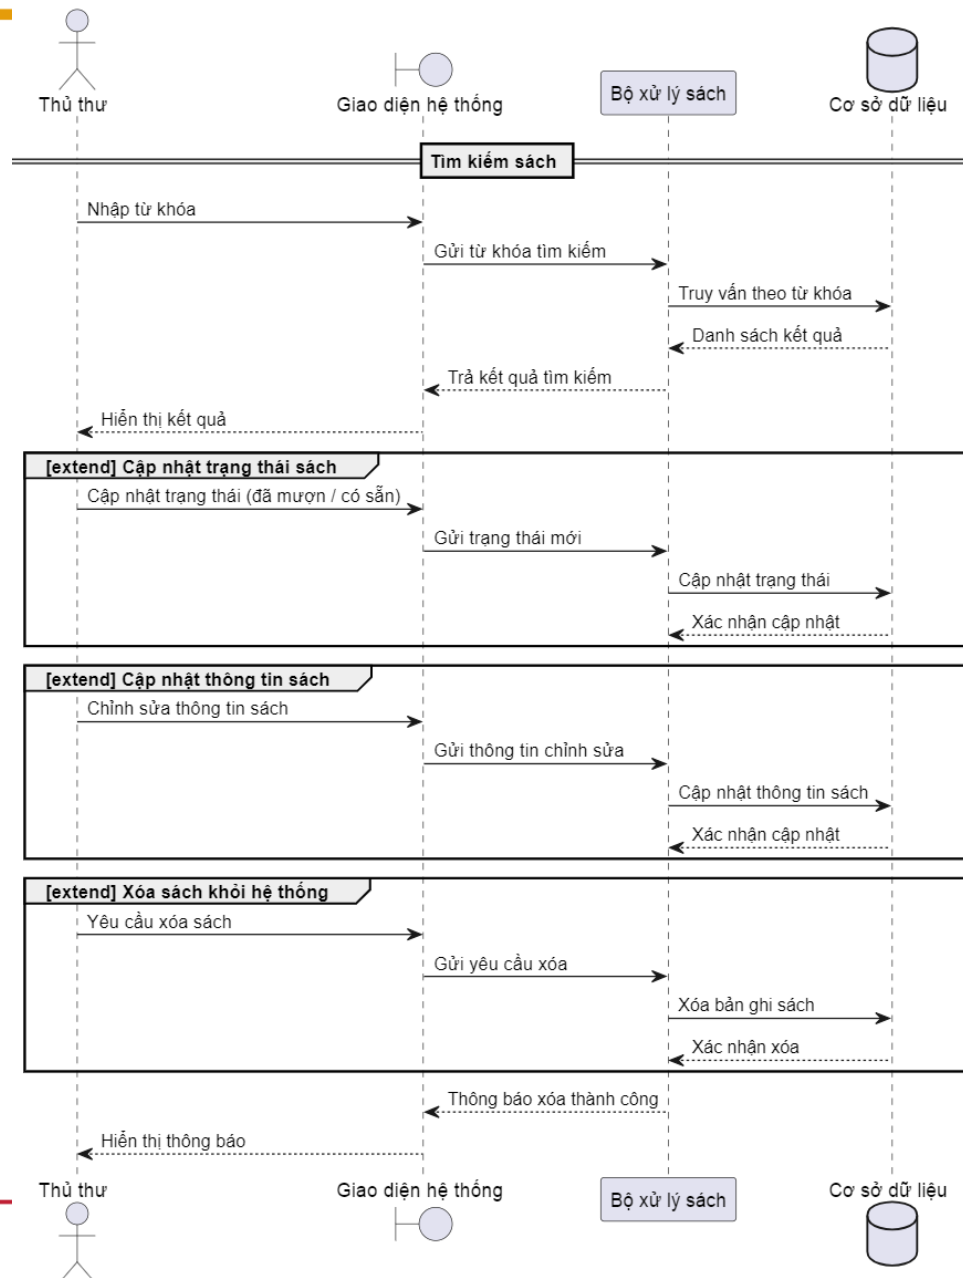 Thủ thư
Giao diện hệ thống
Bộ xử lý sách
Cơ sở dữ liệu
Tìm kiếm sách
Nhập từ khóa
Gửi từ khóa tìm kiếm
Truy vấn theo từ khóa
Danh sách kết quả
Trả kết quả tìm kiếm
Hiển thị kết quả
[extend] Cập nhật trạng thái sách
Cập nhật trạng thái (đã mượn / có sẵn)
Gửi trạng thái mới
Cập nhật trạng thái
Xác nhận cập nhật
[extend] Cập nhật thông tin sách
Chỉnh sửa thông tin sách
Gửi thông tin chỉnh sửa
Cập nhật thông tin sách
Xác nhận cập nhật
[extend] Xóa sách khỏi hệ thống
Yêu cầu xóa sách
Gửi yêu cầu xóa
Xóa bản ghi sách
Xác nhận xóa
Thông báo xóa thành công
Hiển thị thông báo
Thủ thư
Giao diện hệ thống
Bộ xử lý sách
Cơ sở dữ liệu